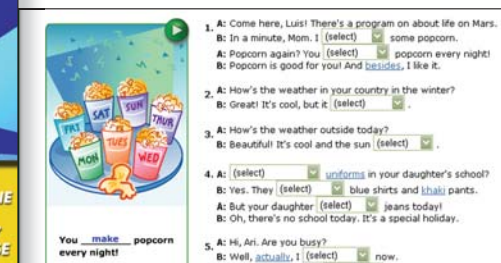 1. A: Come here, Luis! There's a program on about life on Mars.
B: In a minute, Mom. I (select) some popcorn.
A: Popcorn again? You (select) popcorn every night!
B: Popcorn is good for you! And besides, I like it.
2. A: How's the weather in your country in the winter?
B: Great! It's cool, but it (select) .
3. A: How's the weather outside today?
B: Beautiful! It's cool and the sun (select) .
4. A: (select) uniforms in your daughter's school?
B: Yes. They (select) blue shirts and khaki pants.
A: But your daughter (select) jeans today!
B: Oh, there's no school today. It's a special holiday.
5. A: Hi, Ari. Are you busy?
B: Well, actually, I (select) now.
FRI
SAT
SUN
THUR
MON
TUES
WED
You make popcorn
every night!